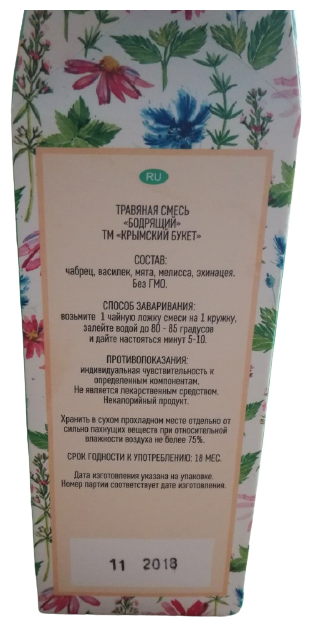 RU
ТРАВЯНАЯ СМЕСЬ
«БОДРЯЩИЙ»
ТМ «КРЫМСКИЙ БУКЕТ»
СОСТАВ:
чабрец, василек, мята, мелисса, эхинацея.
Без ГМО.
СПОСОБ ЗАВАРИВАНИЯ:
возьмите 1 чайную ложку смеси на 1 кружку,
залейте водой до 80 - 85 градусов
и дайте настояться минут 5-10.
ПРОТИВОПОКАЗАНИЯ:
индивидуальная чувствительность к
определенным компонентам.
Не является лекарственным средством.
Некалорийный продукт.
Хранить в сухом прохладном месте отдельно от
сильно пахнущих веществ при относительной
влажности воздуха не более 75%.
СРОК ГОДНОСТИ К УПОТРЕБЛЕНИЮ: 18 МЕС.
Дата изготовления указана на упаковке.
Номер партии соответствует дате изготовления.
11 2018